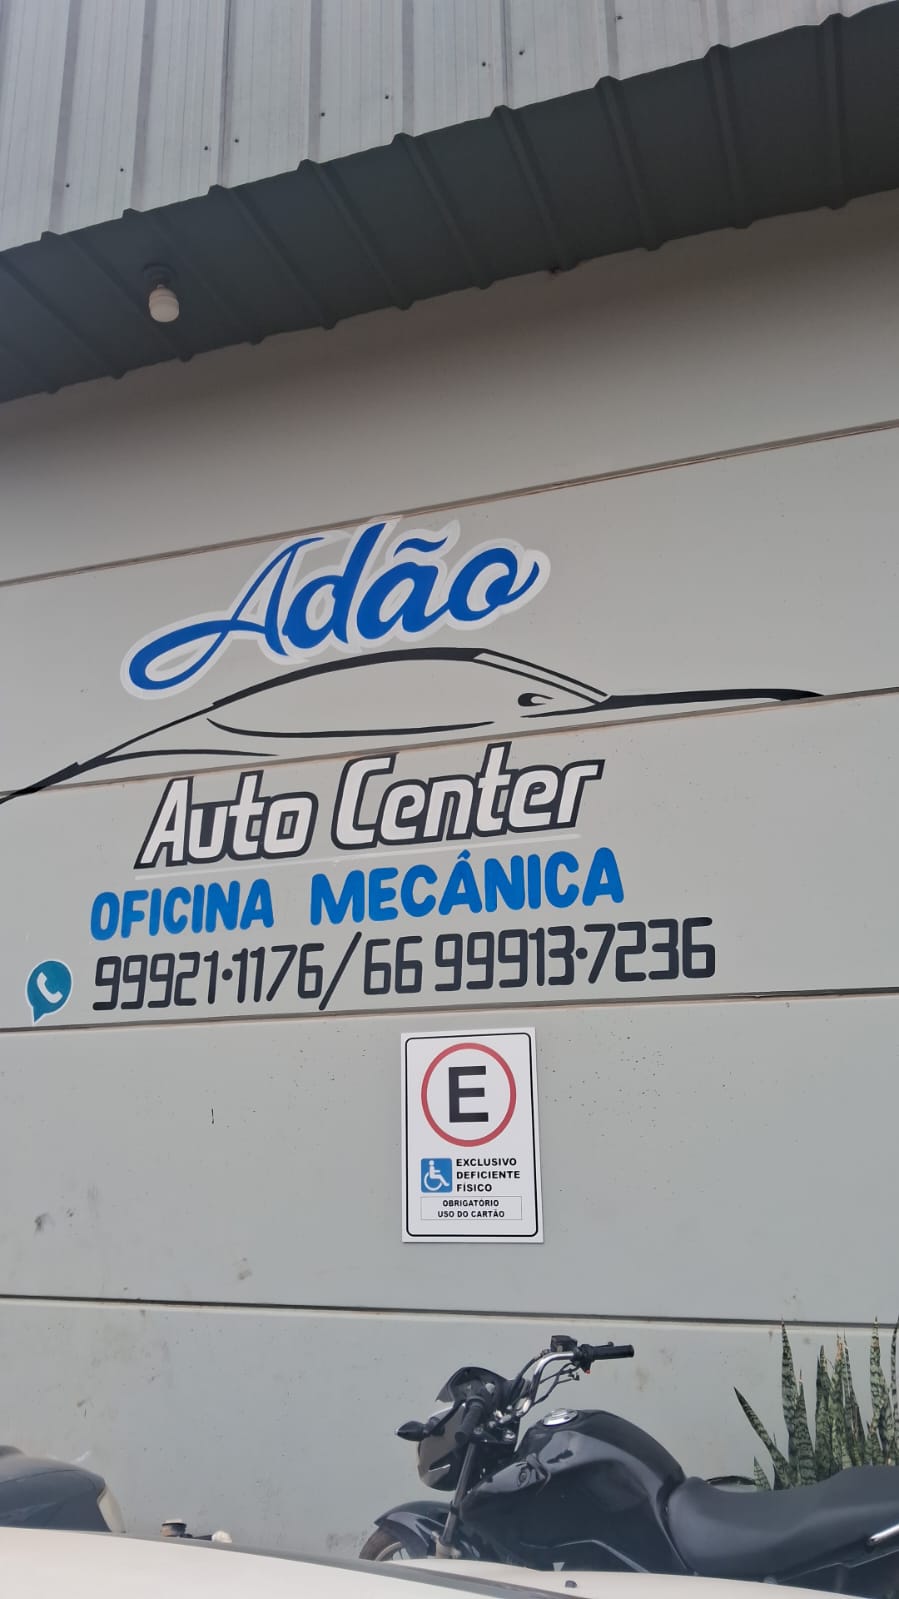 Adão
Auto Center
OFICINA MECÂNICA
99921-1176/66 99913-7236
E
EXCLUSIVO
DEFICIENTE
FÍSICO
OBRIGATÓRIO
USO DO CARTÃO